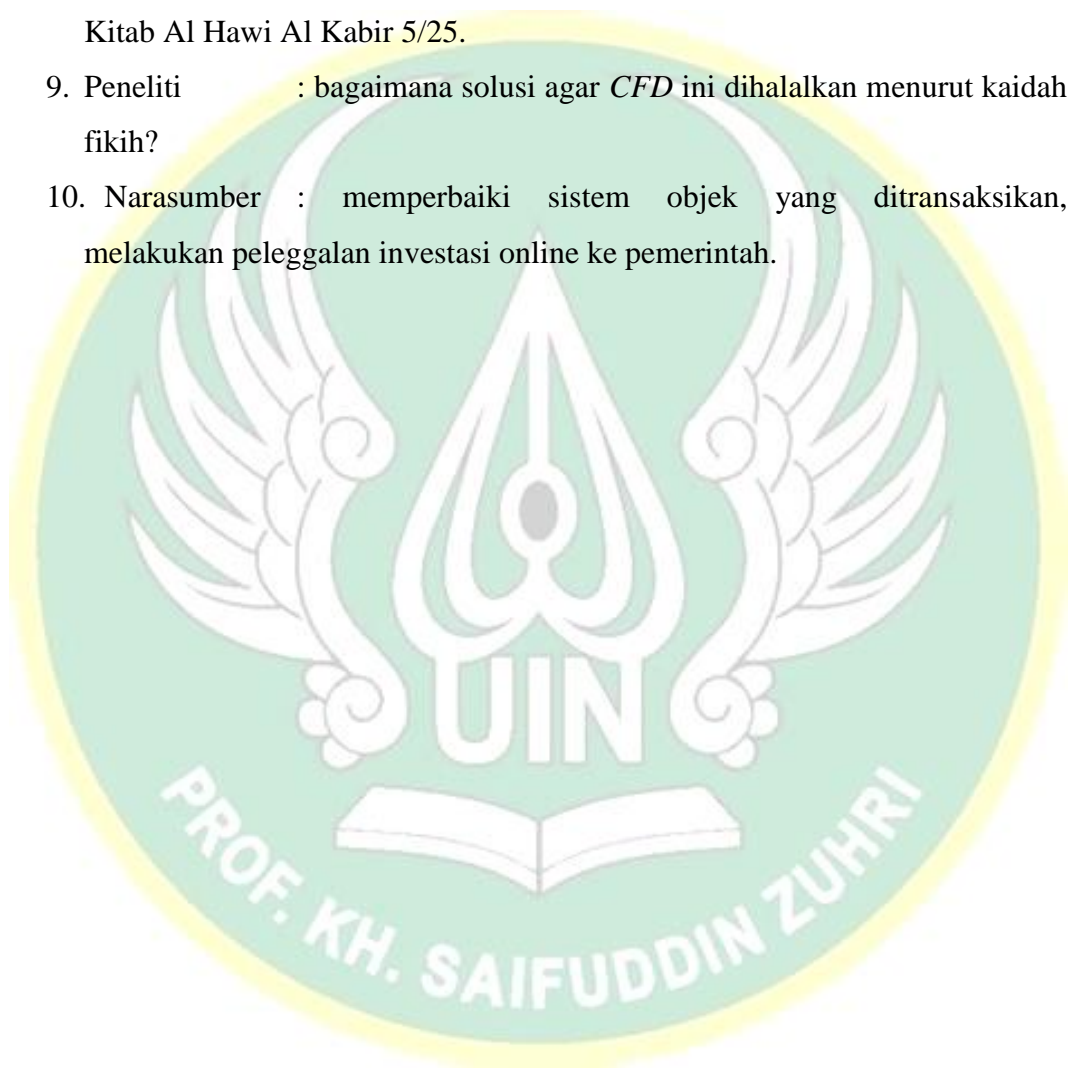 Kitab Al Hawi Al Kabir 5/25.
9. Peneliti : bagaimana solusi agar CFD ini dihalalkan menurut kaidah
fikih?
10. Narasumber : memperbaiki sistem objek yang ditransaksikan,
melakukan peleggalan investasi online ke pemerintah.
UIN
PROF. KH. SAIFUDDIN ZUHRI